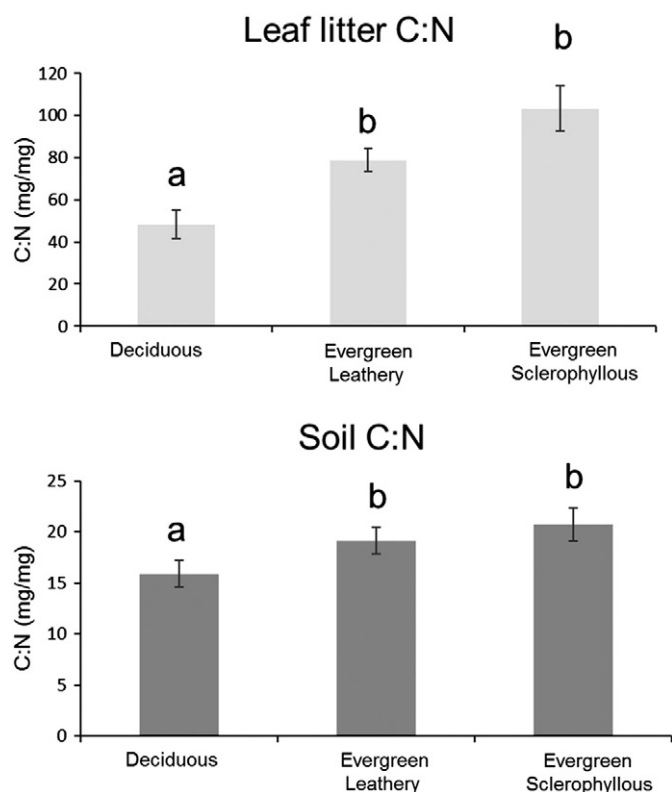 Leaf litter C:N
b
b
a
120
100
80
60
40
20
0
C:N (mg/mg)
Deciduous
Evergreen
Leathery
Evergreen
Sclerophyllous
Soil C:N
b
b
a
25
20
15
10
5
0
C:N (mg/mg)
Deciduous
Evergreen
Leathery
Evergreen
Sclerophyllous